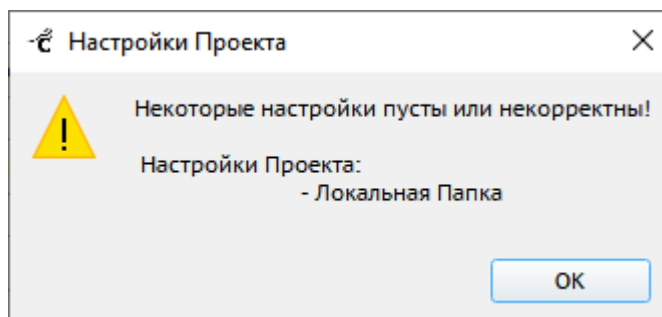 Настройки Проекта
Некоторые настройки пусты или некорректны!
Настройки Проекта:
- Локальная Папка
OK